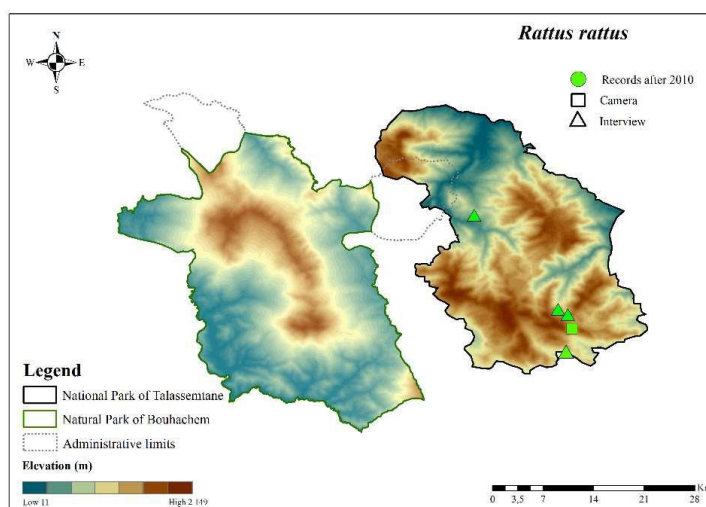 Rattus rattus
N
W E
S
Records after 2010
Camera
Interview
Legend
National Park of Talassemtane
Natural Park of Bouhachem
Administrative limits
Elevation (m)
Low 11 High 2 149
0 3,5 7 14 21 28